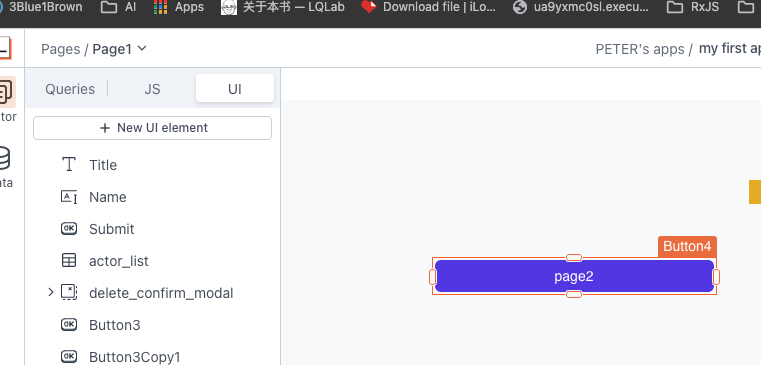 3Blue1Brown AI Apps 关于本书 — LQLab Download file | iLo... ua9yxmc0sl.execu... RxJS
Pages / Page1 PETER's apps / my first ap
Queries JS UI
+ New UI element
tor
Title
ata
Name
Submit
Button4
actor_list
page2
delete_confirm_modal
Button3
Button3Copy1